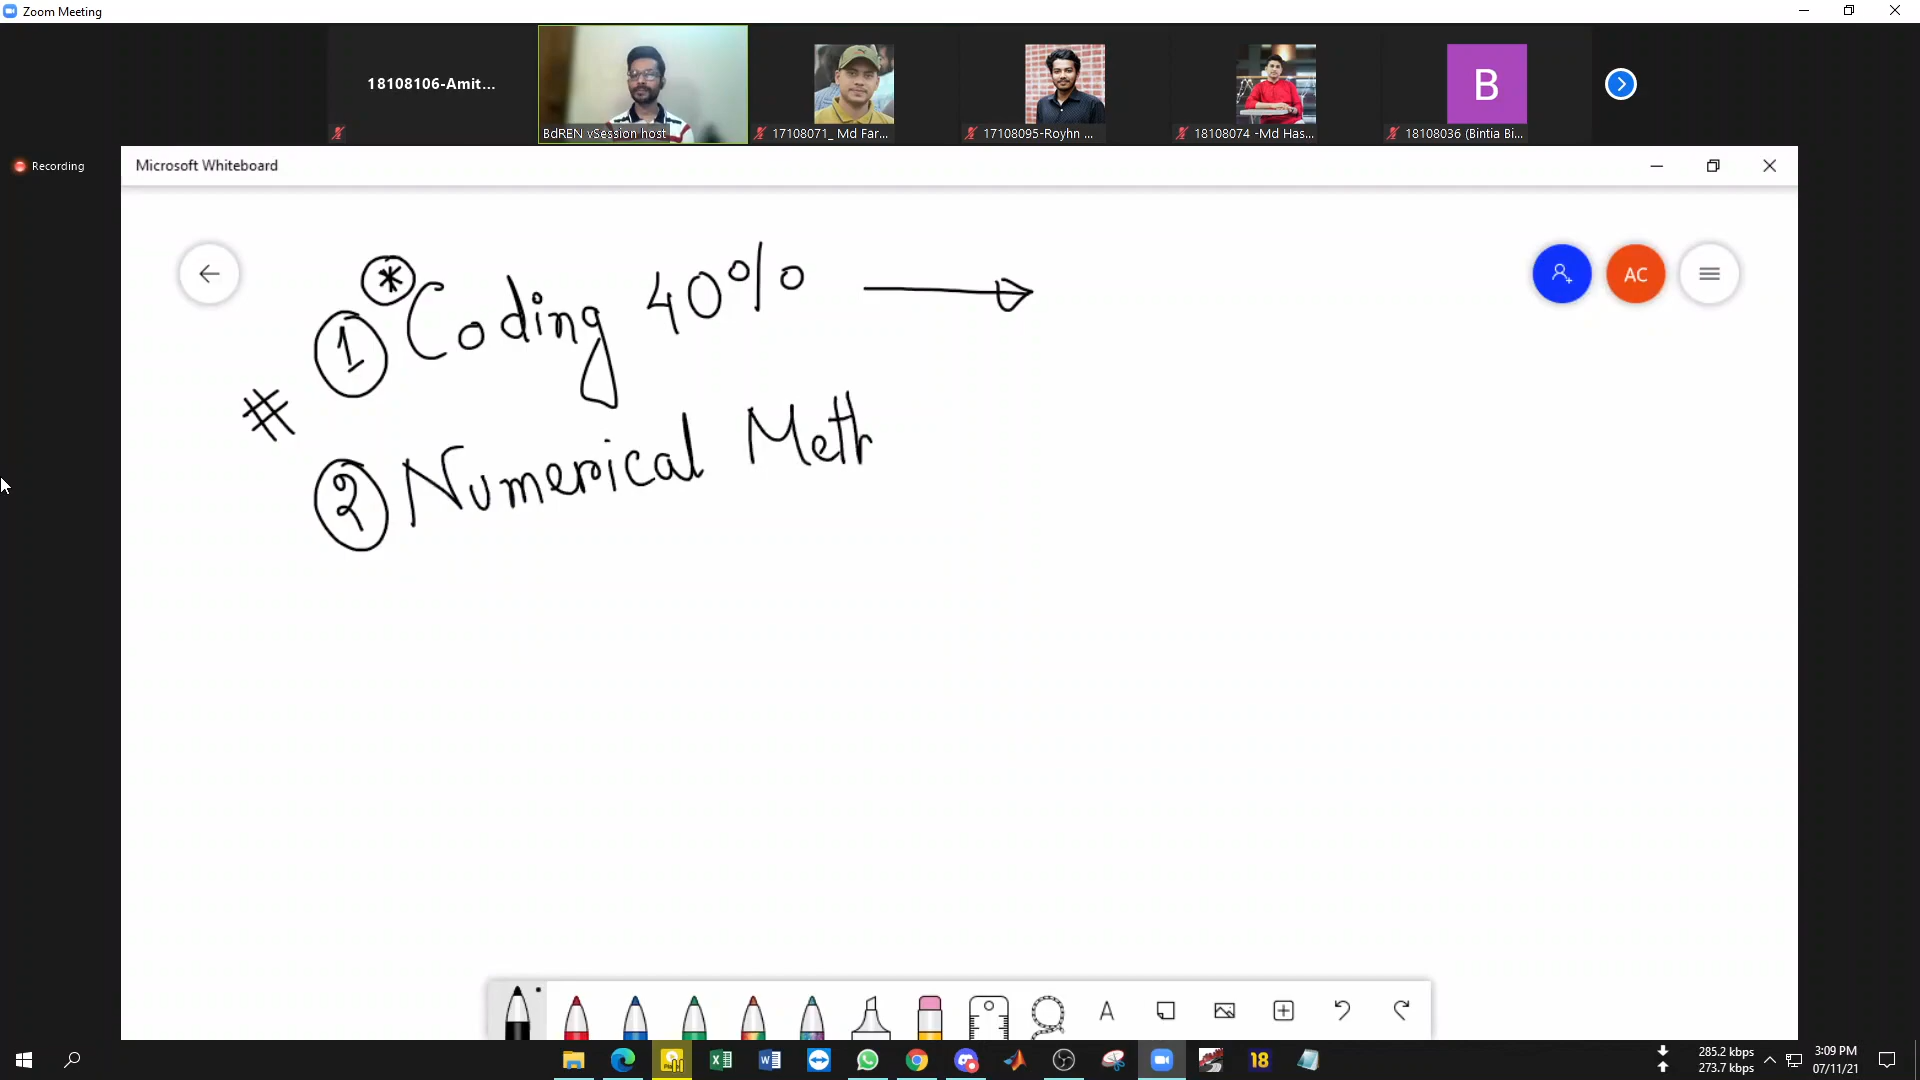 Zoom Meeting
18108106-Amit...
BdREN vSession host
17108071_ Md Far...
17108095-Royhn ...
18108074 -Md Has...
B
18108036 (Bintia Bi...
Recording
Microsoft Whiteboard
* 
① Coding 40% →
#
② Numerical Meth
AC
A
18
285.2 kbps
273.7 kbps
3:09 PM
07/11/21